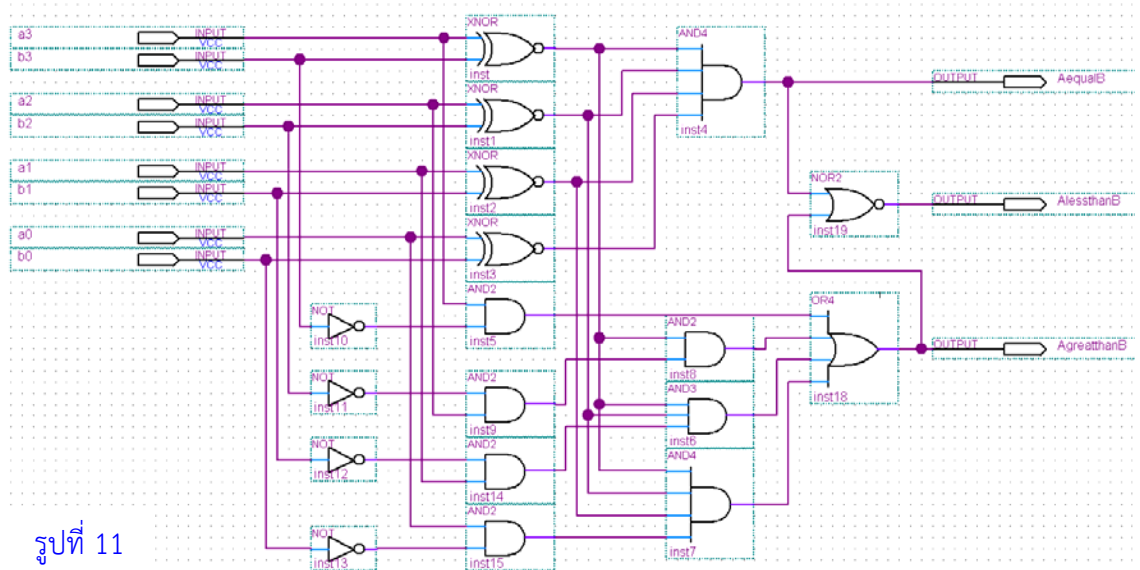 a3 INPUT VCC
b3 INPUT VCC
XNOR
inst
AND4
inst4
OUTPUT AequalB
a2 INPUT VCC
b2 INPUT VCC
XNOR
inst1
a1 INPUT VCC
b1 INPUT VCC
XNOR
inst2
NOR2
inst19
OUTPUT AlessthanB
a0 INPUT VCC
b0 INPUT VCC
XNOR
inst3
NOT
inst10
AND2
inst5
AND2
inst8
OR4
inst18
OUTPUT AgreatthanB
NOT
inst11
AND2
inst9
AND3
inst6
NOT
inst12
AND2
inst14
AND4
inst7
NOT
inst13
AND2
inst15
รูปที่ 11